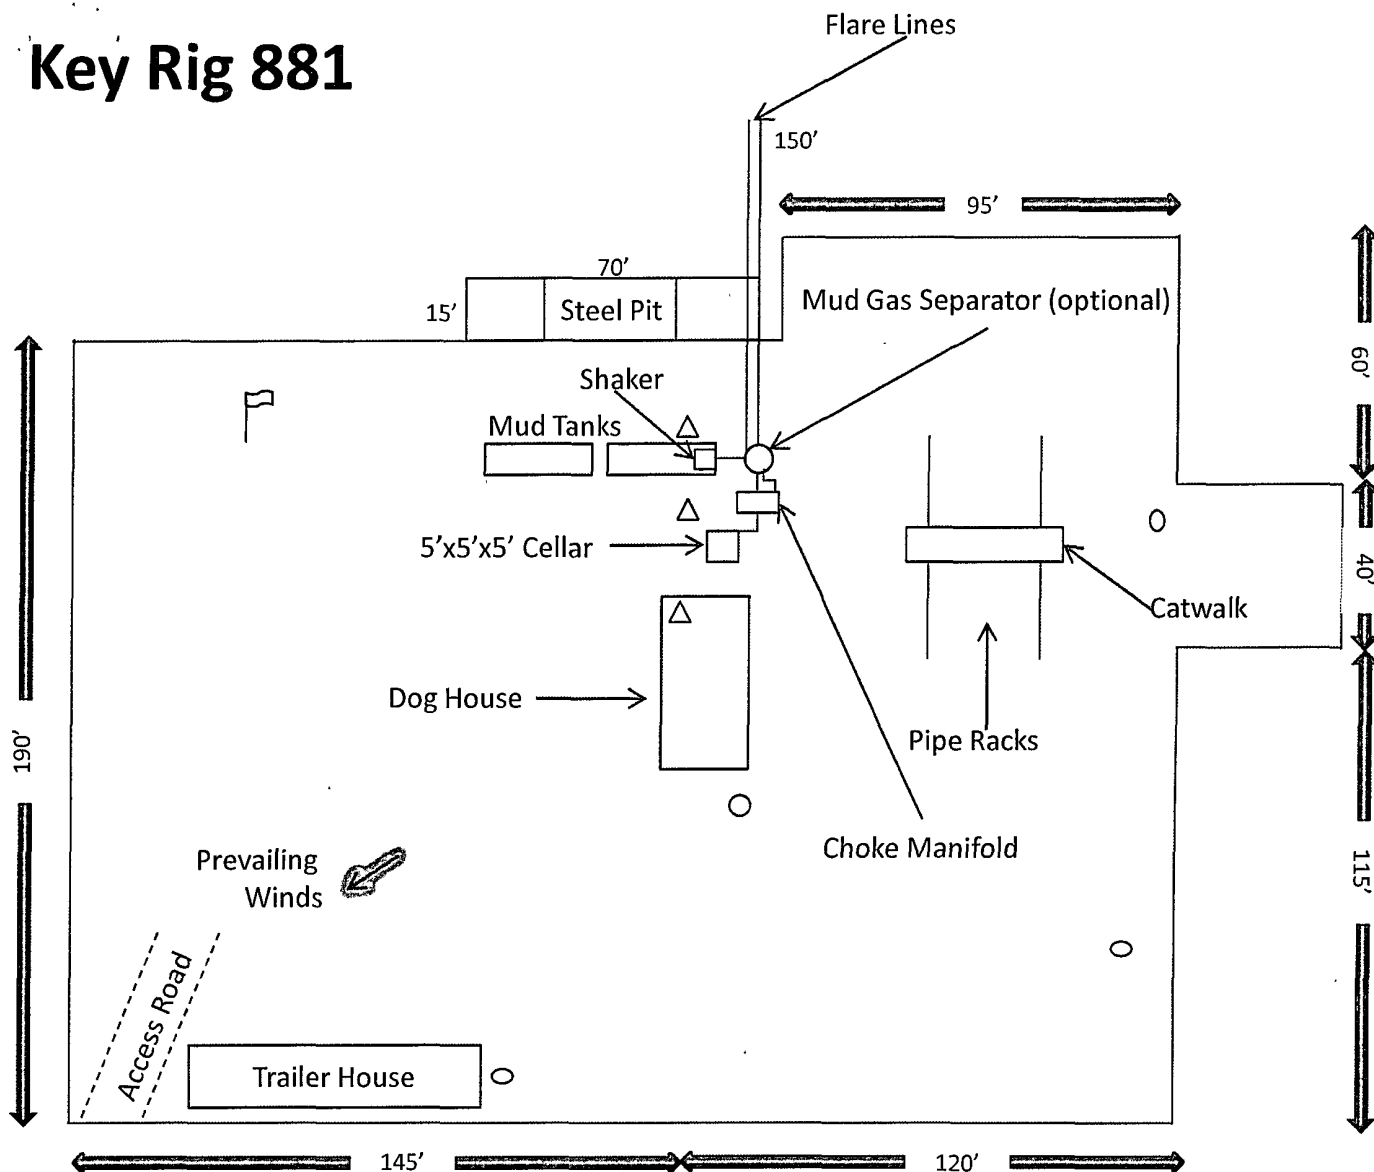 Key Rig 881
Flare Lines
150’
95’
70’
15’
Steel Pit
Mud Gas Separator (optional)
60’
Shaker
Mud Tanks
5’x5’x5’ Cellar
40’
Catwalk
Dog House
Pipe Racks
190’
Choke Manifold
115’
Prevailing
Winds
Access Road
Trailer House
145’
120’